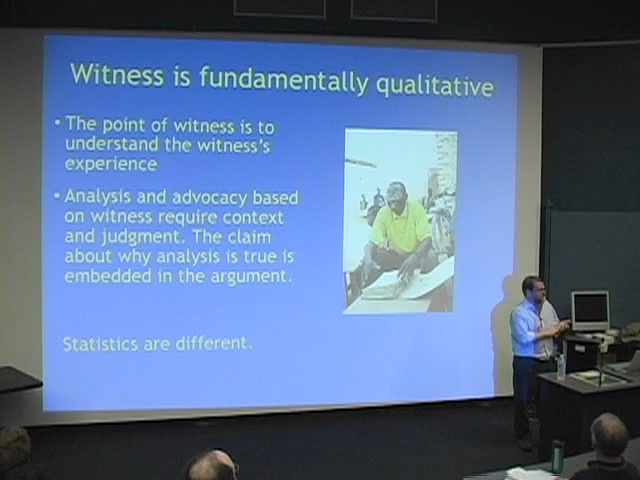 Witness is fundamentally qualitative
• The point of witness is to
understand the witness's
experience
• Analysis and advocacy based
on witness require context
and judgment. The claim
about why analysis is true is
embedded in the argument.
Statistics are different.